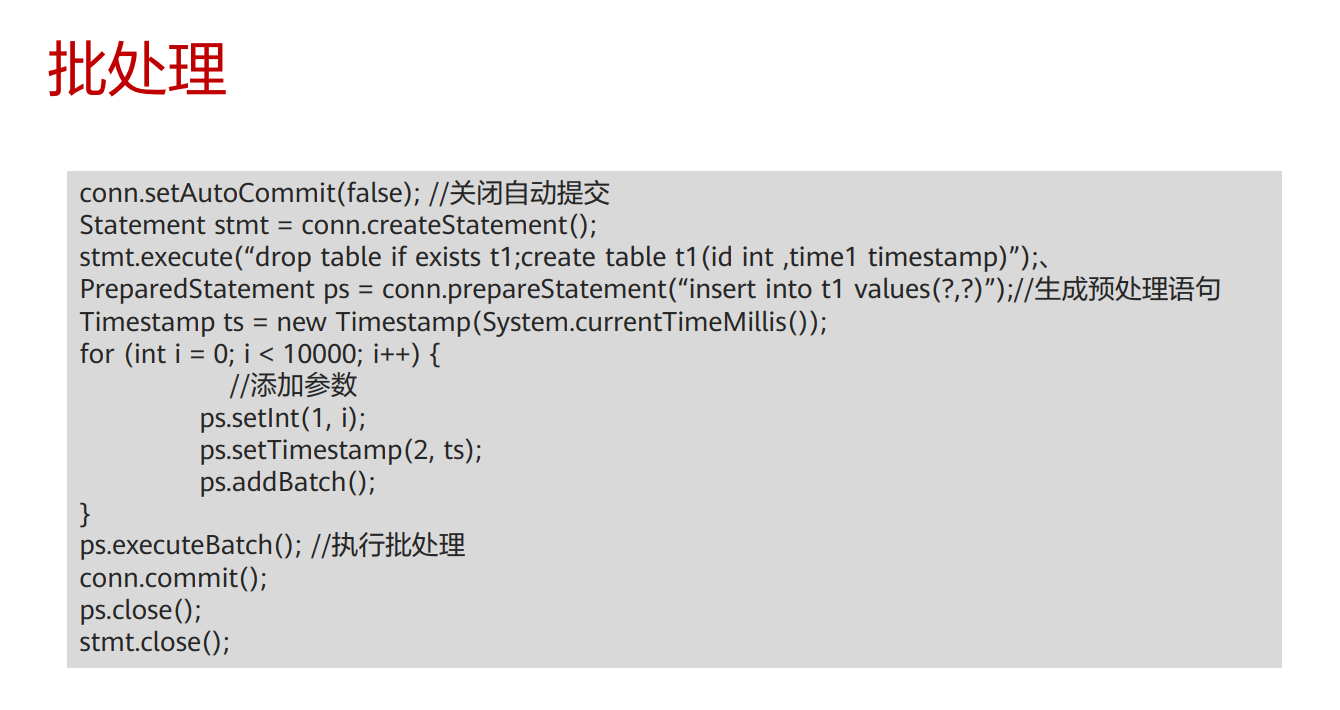 批处理
conn.setAutoCommit(false); //关闭自动提交
Statement stmt = conn.createStatement();
stmt.execute(“drop table if exists t1;create table t1(id int ,time1 timestamp)”);、
PreparedStatement ps = conn.prepareStatement(“insert into t1 values(?,?)”);//生成预处理语句
Timestamp ts = new Timestamp(System.currentTimeMillis());
for (int i = 0; i < 10000; i++) {
//添加参数
ps.setInt(1, i);
ps.setTimestamp(2, ts);
ps.addBatch();
}
ps.executeBatch(); //执行批处理
conn.commit();
ps.close();
stmt.close();